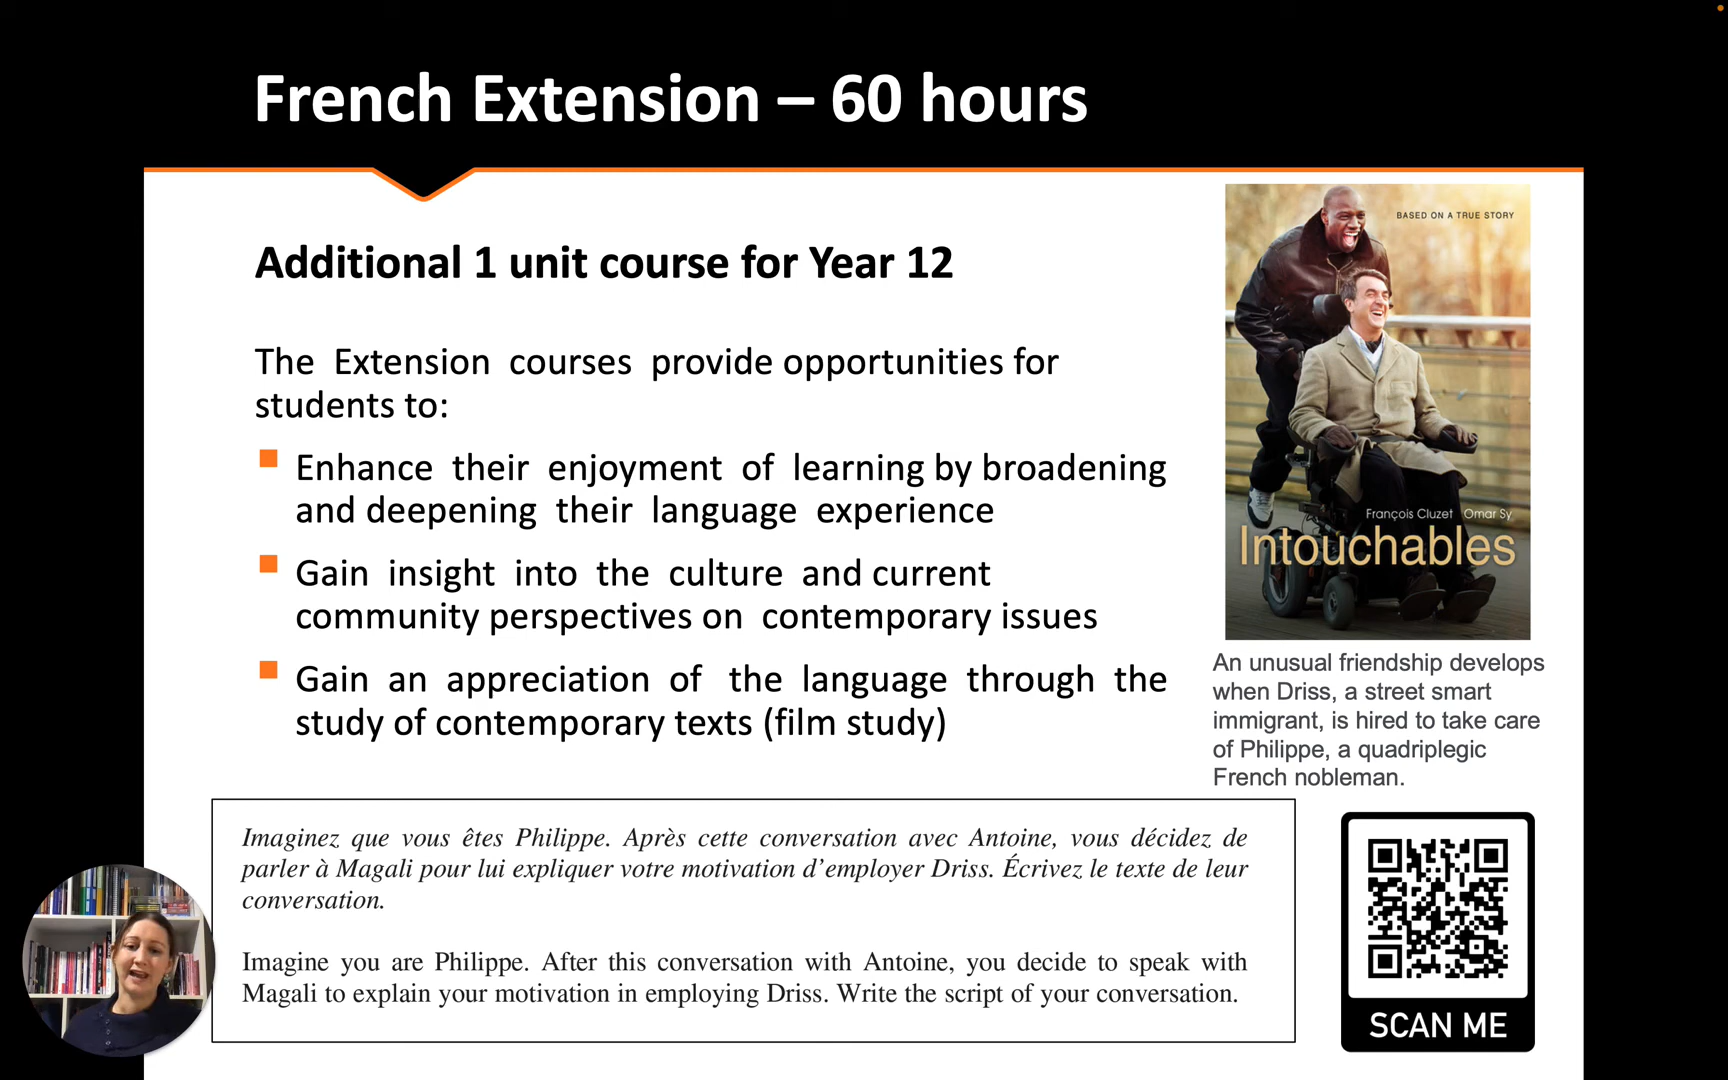 French Extension – 60 hours
Additional 1 unit course for Year 12
The Extension courses provide opportunities for
students to:
Enhance their enjoyment of learning by broadening
and deepening their language experience
Gain insight into the culture and current
community perspectives on contemporary issues
Gain an appreciation of the language through the
study of contemporary texts (film study)
BASED ON A TRUE STORY
François Cluzet Omar Sy
Intouchables
An unusual friendship develops
when Driss, a street smart
immigrant, is hired to take care
of Philippe, a quadriplegic
French nobleman.
Imaginez que vous êtes Philippe. Après cette conversation avec Antoine, vous décidez de
parler à Magali pour lui expliquer votre motivation d'employer Driss. Écrivez le texte de leur
conversation.
Imagine you are Philippe. After this conversation with Antoine, you decide to speak with
Magali to explain your motivation in employing Driss. Write the script of your conversation.
SCAN ME